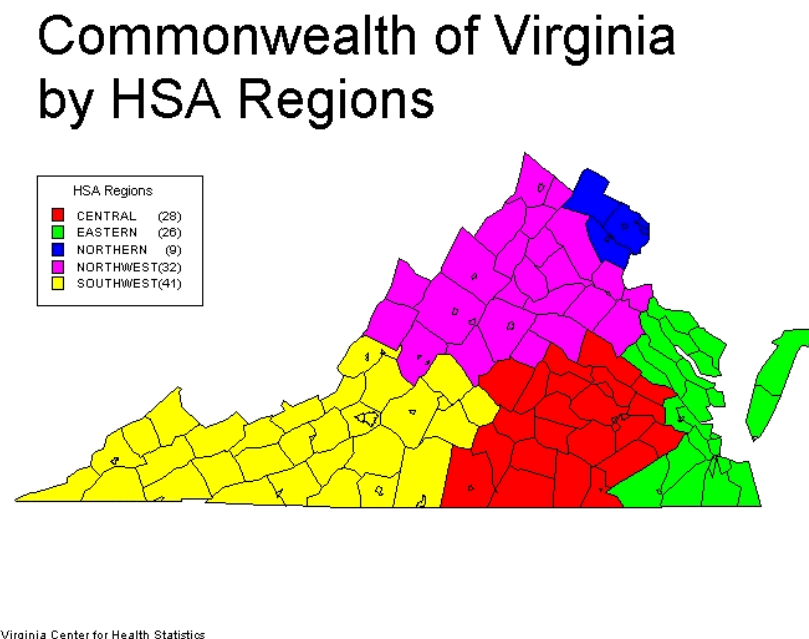 Commonwealth of Virginia
by HSA Regions
HSA Regions
CENTRAL (28)
EASTERN (26)
NORTHERN (9)
NORTHWEST(32)
SOUTHWEST(41)
Virginia Center for Health Statistics